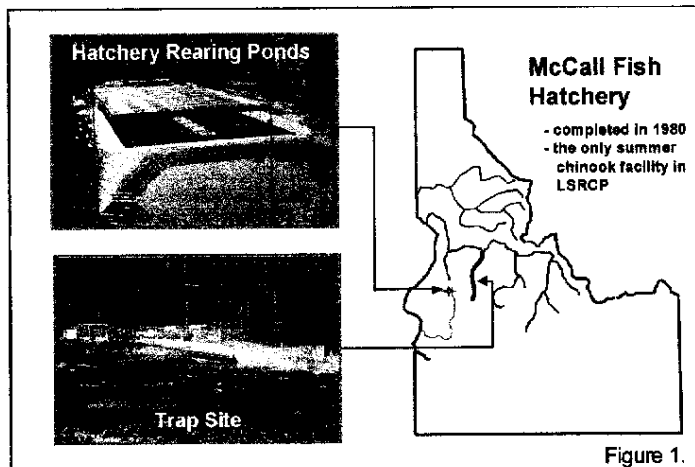 Hatchery Rearing Ponds
McCall Fish
Hatchery
- completed in 1980
- the only summer
chinook facility in
LSRCP
Trap Site
Figure 1.